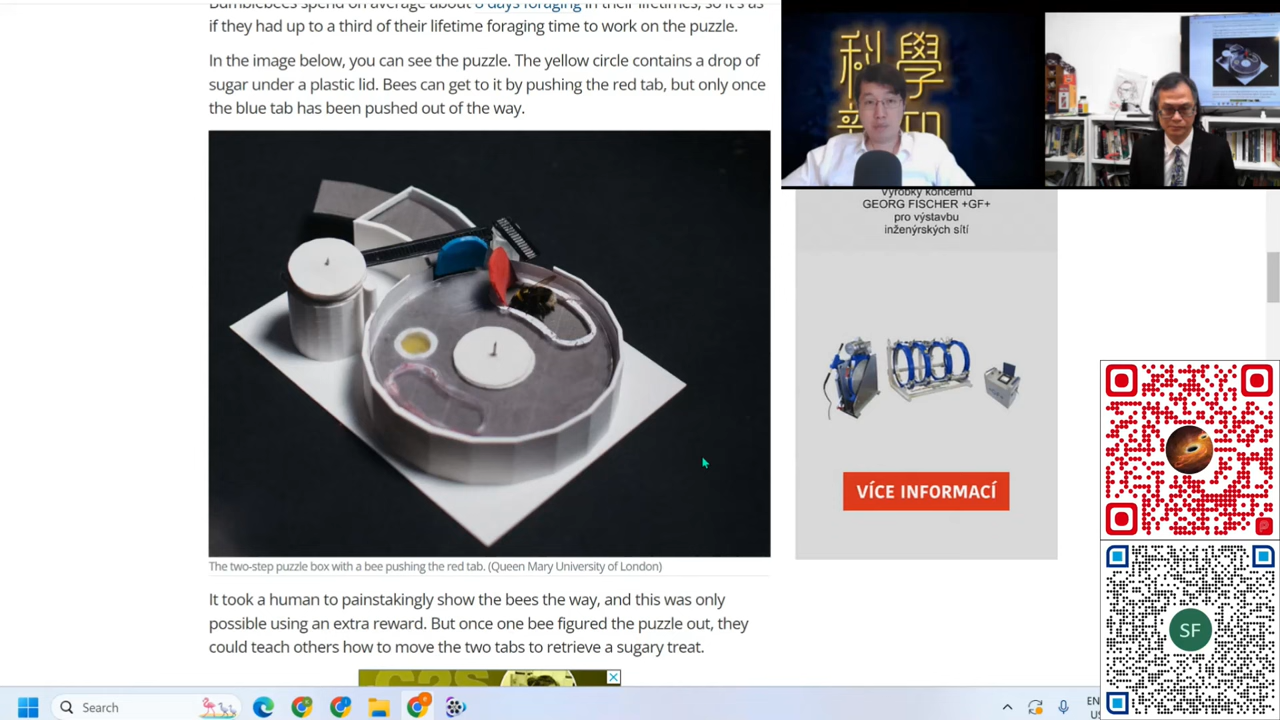 Bumblebees spend on average about 6 days foraging in their lifetimes, so it's as
if they had up to a third of their lifetime foraging time to work on the puzzle.
In the image below, you can see the puzzle. The yellow circle contains a drop of
sugar under a plastic lid. Bees can get to it by pushing the red tab, but only once
the blue tab has been pushed out of the way.
The two-step puzzle box with a bee pushing the red tab. (Queen Mary University of London)
It took a human to painstakingly show the bees the way, and this was only
possible using an extra reward. But once one bee figured the puzzle out, they
could teach others how to move the two tabs to retrieve a sugary treat.
科學
Výrobky koncernu
GEORG FISCHER +GF+
pro výstavbu
inženýrských sítí
VÍCE INFORMACÍ
SF
Search
EN